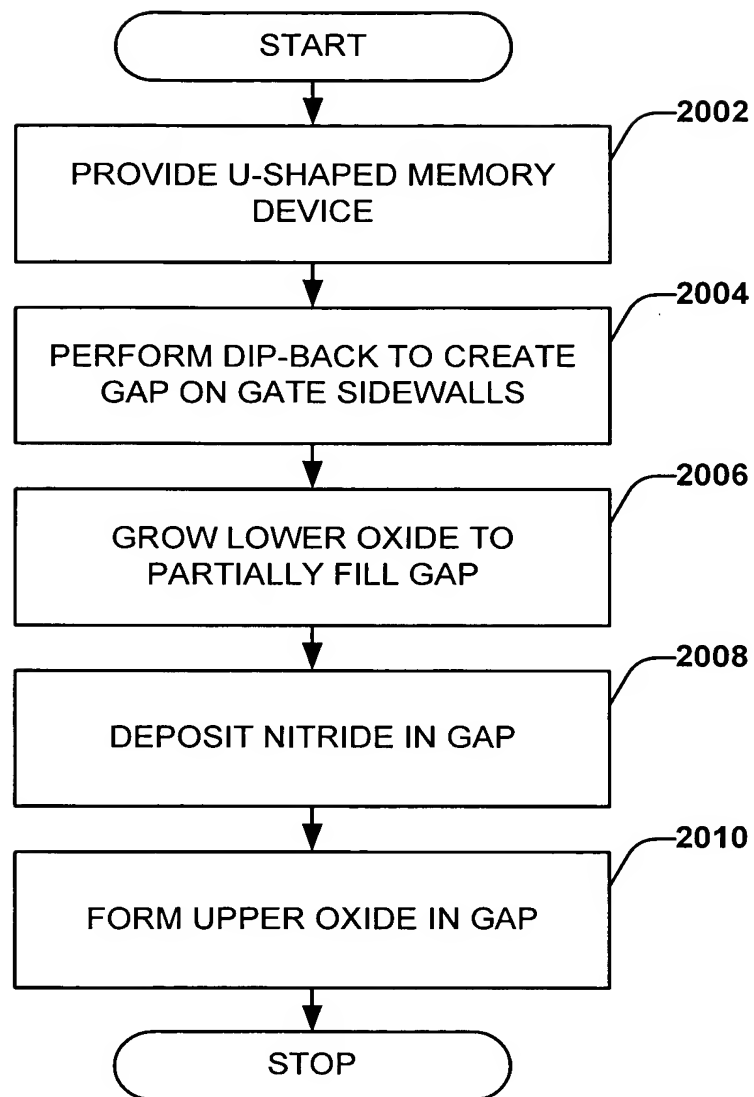 START
2002
PROVIDE U-SHAPED MEMORY
DEVICE
2004
PERFORM DIP-BACK TO CREATE
GAP ON GATE SIDEWALLS
2006
GROW LOWER OXIDE TO
PARTIALLY FILL GAP
2008
DEPOSIT NITRIDE IN GAP
2010
FORM UPPER OXIDE IN GAP
STOP